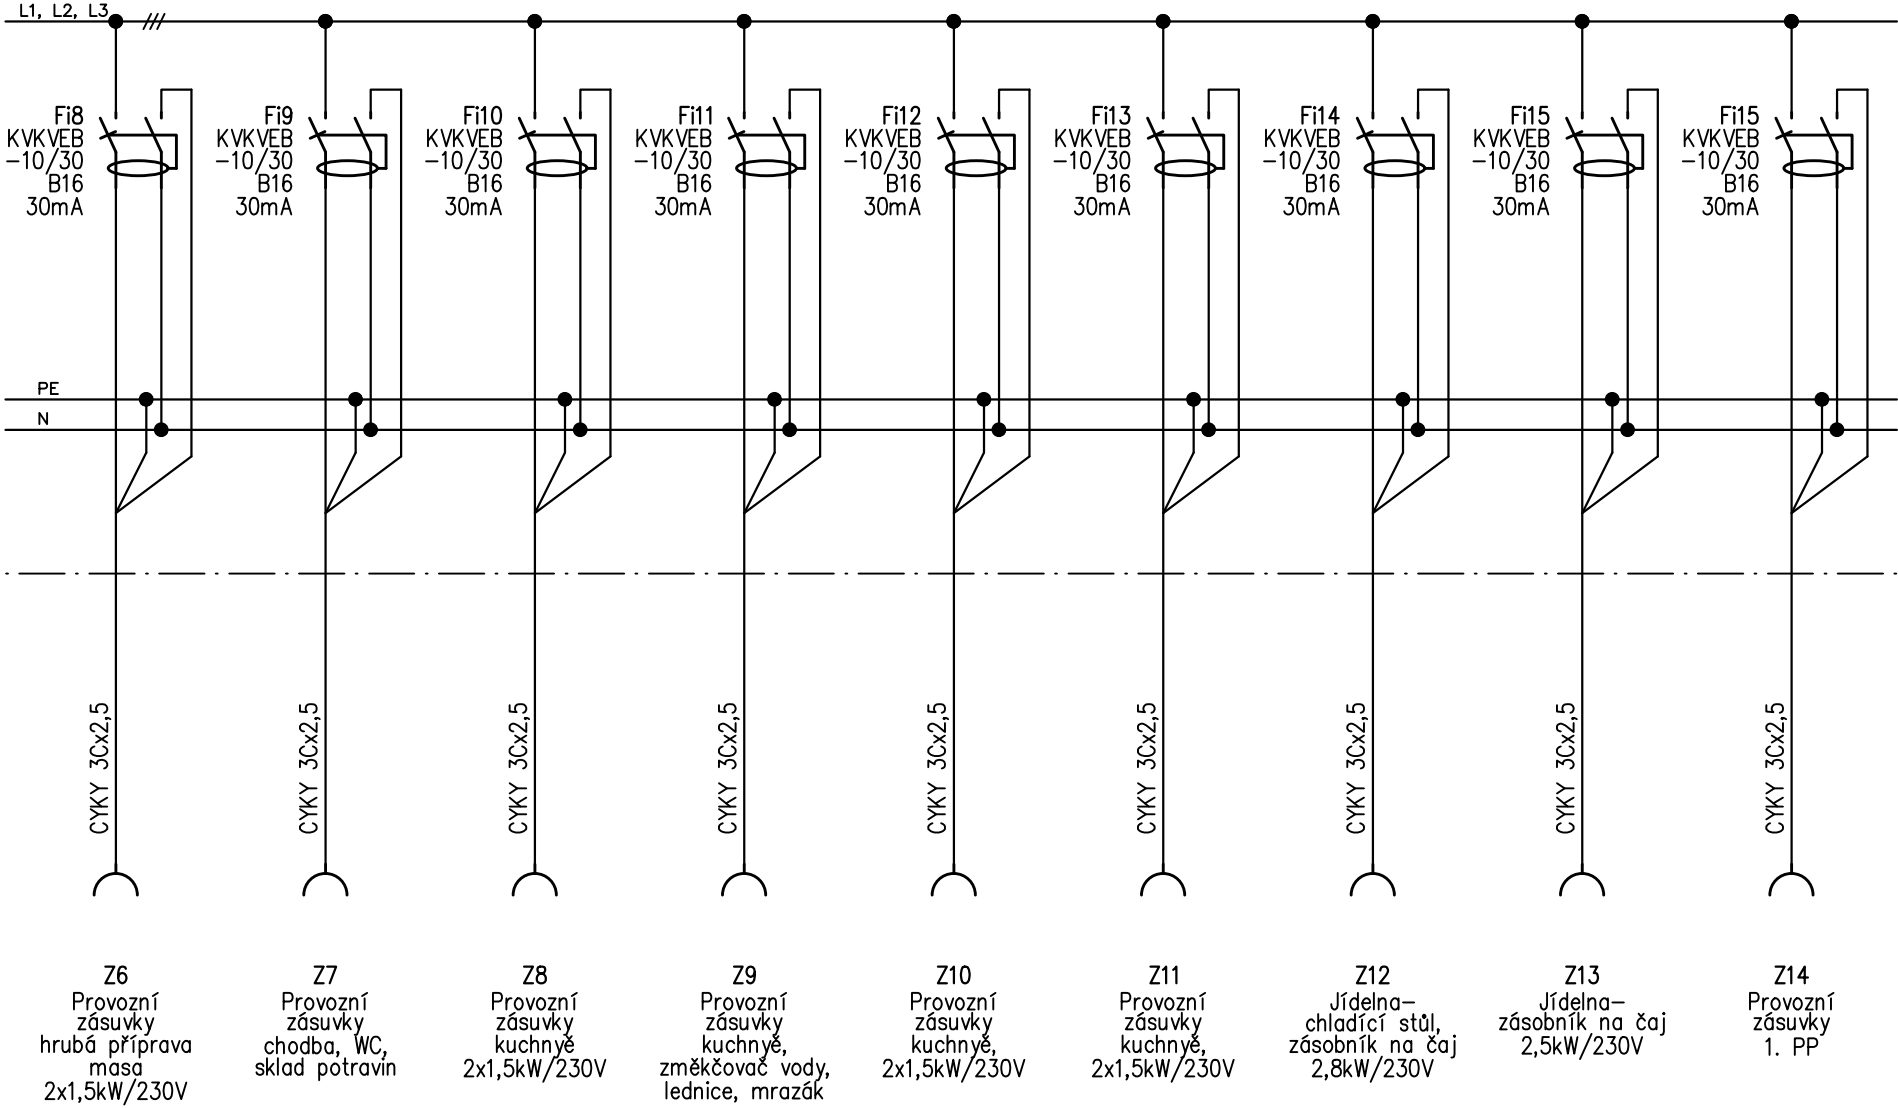 L1, L2, L3
Fi8
KVKVEB
-10/30
B16
30mA
Fi9
KVKVEB
-10/30
B16
30mA
Fi10
KVKVEB
-10/30
B16
30mA
Fi11
KVKVEB
-10/30
B16
30mA
Fi12
KVKVEB
-10/30
B16
30mA
Fi13
KVKVEB
-10/30
B16
30mA
Fi14
KVKVEB
-10/30
B16
30mA
Fi15
KVKVEB
-10/30
B16
30mA
Fi15
KVKVEB
-10/30
B16
30mA
PE
N
CYKY 3Cx2,5
CYKY 3Cx2,5
CYKY 3Cx2,5
CYKY 3Cx2,5
CYKY 3Cx2,5
CYKY 3Cx2,5
CYKY 3Cx2,5
CYKY 3Cx2,5
CYKY 3Cx2,5
Z6
Provozní
zásuvky
hrubá příprava
masa
2x1,5kW/230V
Z7
Provozní
zásuvky
chodba, WC,
sklad potravin
Z8
Provozní
zásuvky
kuchnyě
2x1,5kW/230V
Z9
Provozní
zásuvky
kuchnyě,
změkčovač vody,
lednice, mrazák
Z10
Provozní
zásuvky
kuchnyě,
2x1,5kW/230V
Z11
Provozní
zásuvky
kuchnyě,
2x1,5kW/230V
Z12
Jídelna-
chladící stůl,
zásobník na čaj
2,8kW/230V
Z13
Jídelna-
zásobník na čaj
2,5kW/230V
Z14
Provozní
zásuvky
1. PP